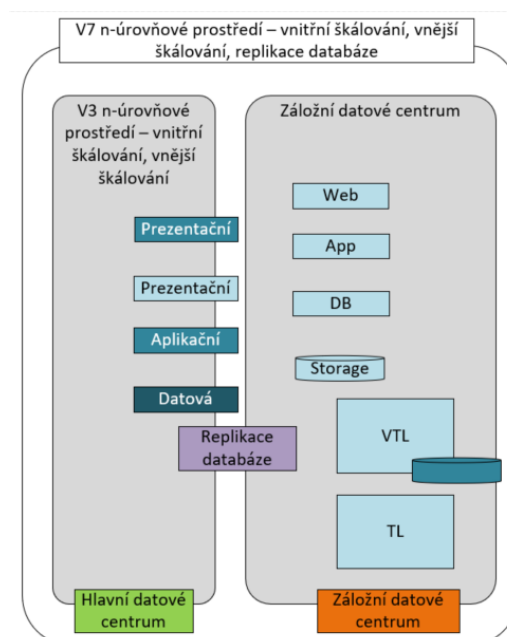 V7 n-úrovňové prostředí – vnitřní škálování, vnější
škálování, replikace databáze
V3 n-úrovňové
prostředí – vnitřní
škálování, vnější
škálování
Prezentační
Prezentační
Aplikační
Datová
Replikace
databáze
Hlavní datové
centrum
Záložní datové centrum
Web
App
DB
Storage
VTL
TL
Záložní datové
centrum